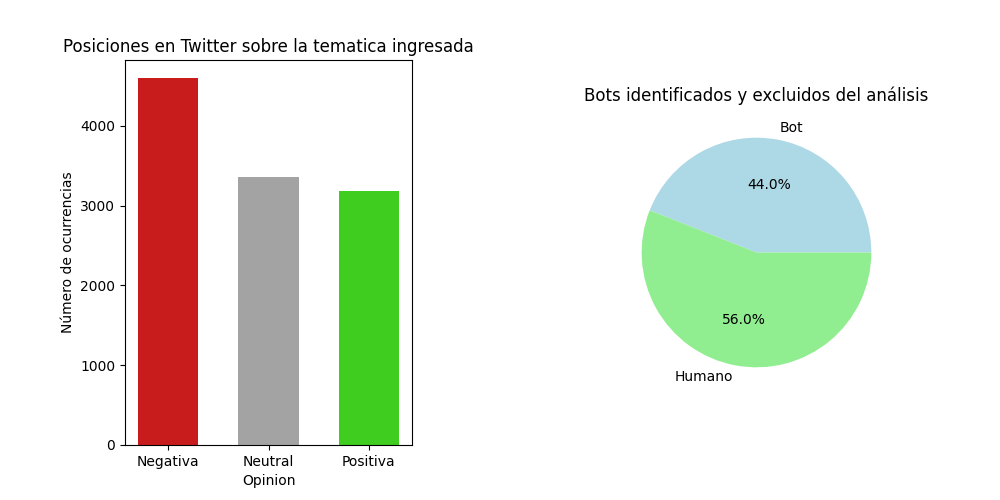 Posiciones en Twitter sobre la tematica ingresada
Número de ocurrencias
4000
3000
2000
1000
0
Negativa
Neutral
Positiva
Opinion
Bots identificados y excluidos del análisis
Bot
44.0%
56.0%
Humano